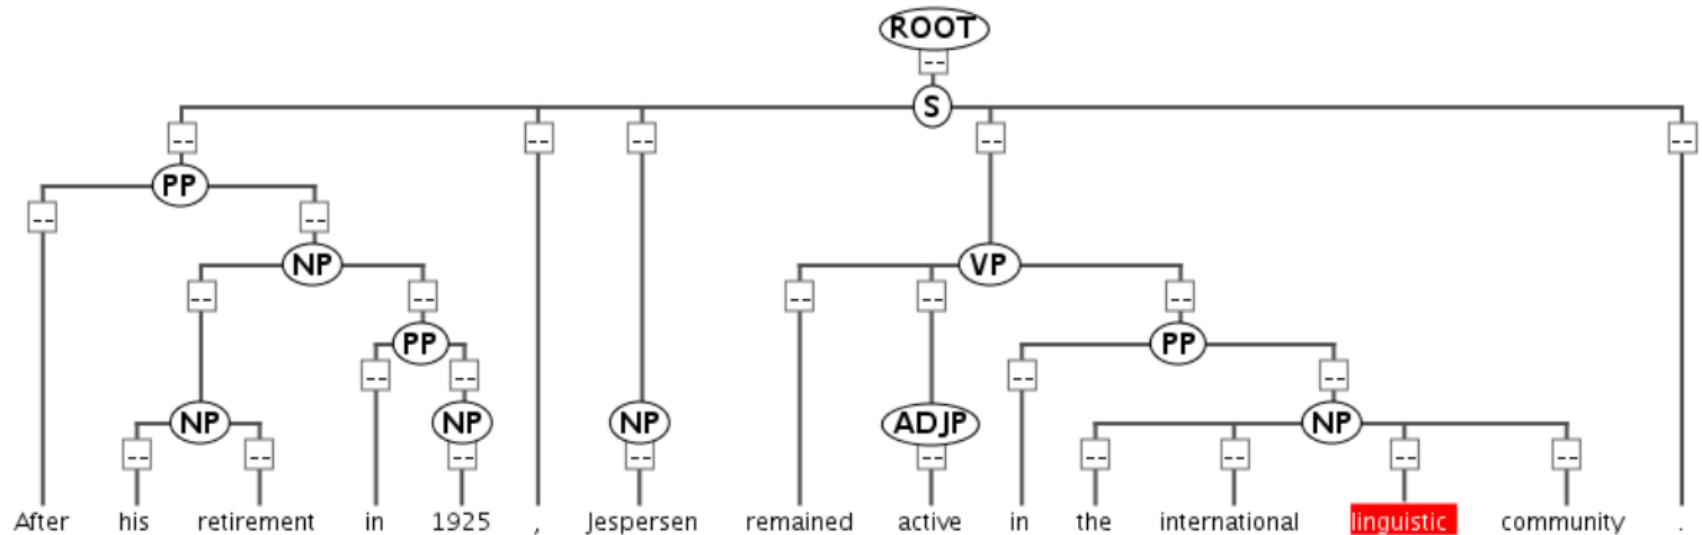 ROOT
--
S
-- -- -- -- --
PP
-- --
NP VP
-- -- -- -- --
PP PP
-- -- -- --
NP NP NP ADJP NP
-- -- -- -- -- -- -- -- --
After his retirement in 1925 , Jespersen remained active in the international linguistic community .